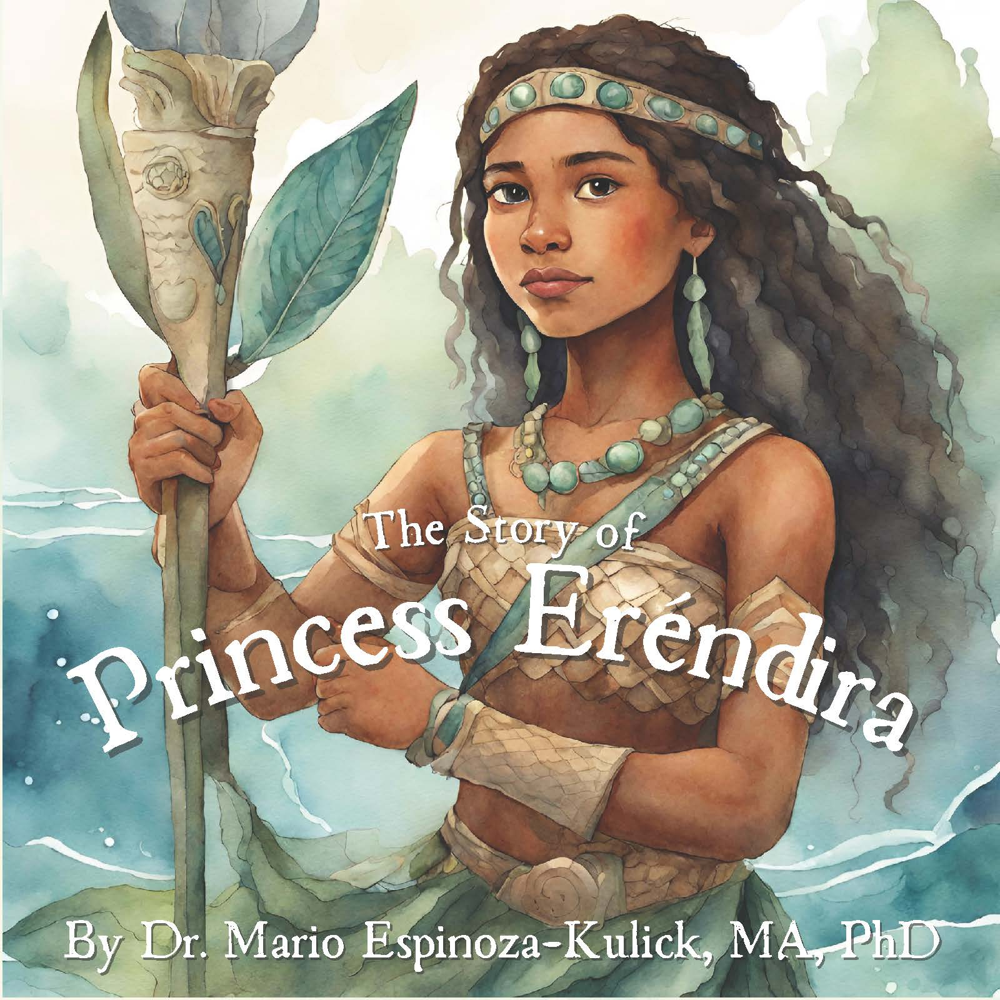 The Story of
Princess Eréndira
By Dr. Mario Espinoza-Kulick, MA, PhD